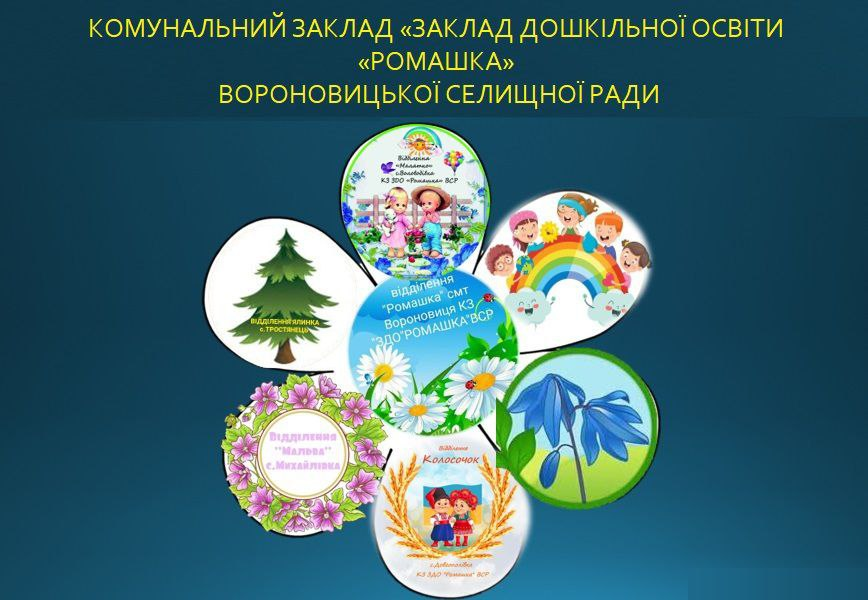 КОМУНАЛЬНИЙ ЗАКЛАД «ЗАКЛАД ДОШКІЛЬНОЇ ОСВІТИ
«РОМАШКА»
ВОРОНОВИЦЬКОЇ СЕЛИЩНОЇ РАДИ
Відділення
«Малятко»
с.Воловодівка
КЗ ЗДО «Ромашка» ВСР
ВІДДІЛЕННЯ ЯЛИНКА
с.ТРОСТЯНЕЦЬ
відділення
"Ромашка" смт
Вороновиця КЗ
"ЗДО"РОМАШКА"ВСР
ВІДДІЛЕННЯ
"МАЛЬВА"
с.МИХАЙЛІВКА
Відділення
Колосочок
КЗ ЗДО "Ромашка" ВСР